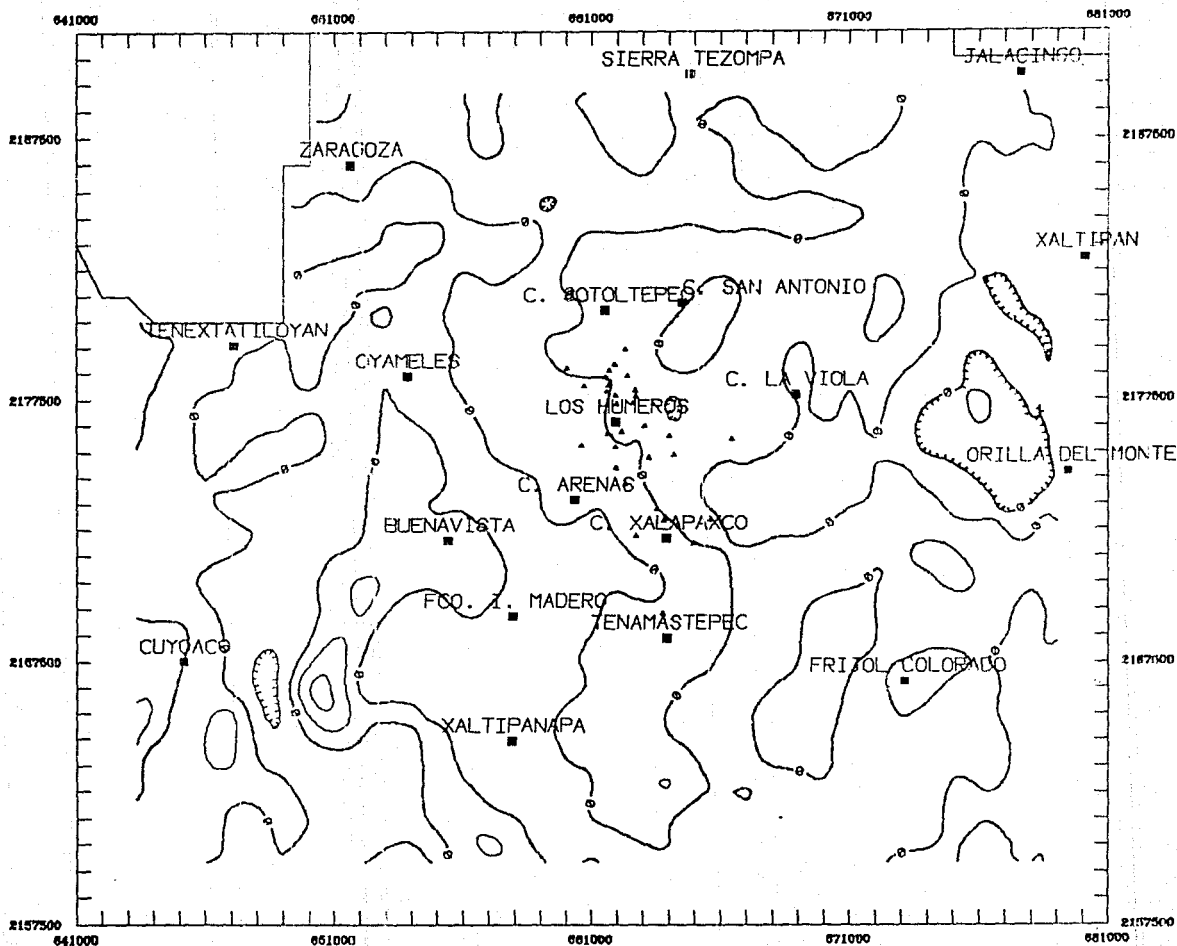 641000 651000 661000 671000 681000
SIERRA TEZOMPA
JALACINGO
2187500 2187500
ZARAGOZA
XALTIPAN
C. SOTOLTEPEC
S. SAN ANTONIO
TENEXTATILOYAN
OYAMELES
C. LA VIOLA
2177500 2177500
LOS HUMEROS
ORILLA DEL MONTE
C. ARENAS
BUENAVISTA
C. XALAPAXCO
FCO. I. MADERO
TENAMASTEPEC
CUYOACO
2167500 2167500
FRIJOL COLORADO
XALTIPANAPA
2157500 2157500
641000 651000 661000 671000 681000